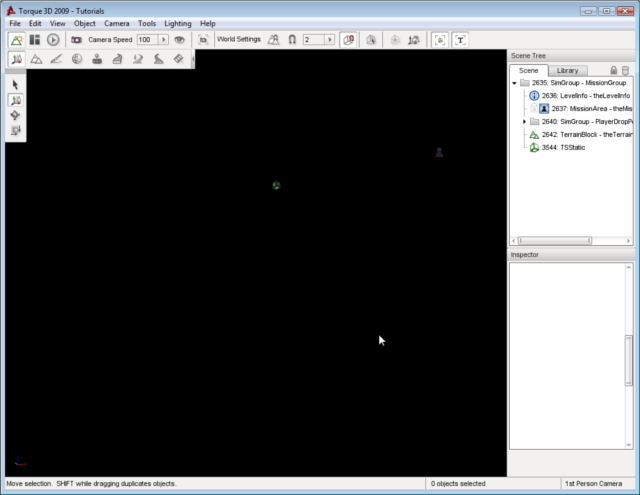 Torque 3D 2009 - Tutorials
File Edit View Object Camera Tools Lighting Help
Camera Speed 100 World Settings 2 T
Scene Tree
Scene Library
2635: SimGroup - MissionGroup
2636: LevelInfo - theLevelInfo
2637: MissionArea - theMis
2640: SimGroup - PlayerDropP
2642: TerrainBlock - theTerrain
3544: TSStatic
Inspector
Move selection. SHIFT while dragging duplicates objects. 0 objects selected 1st Person Camera